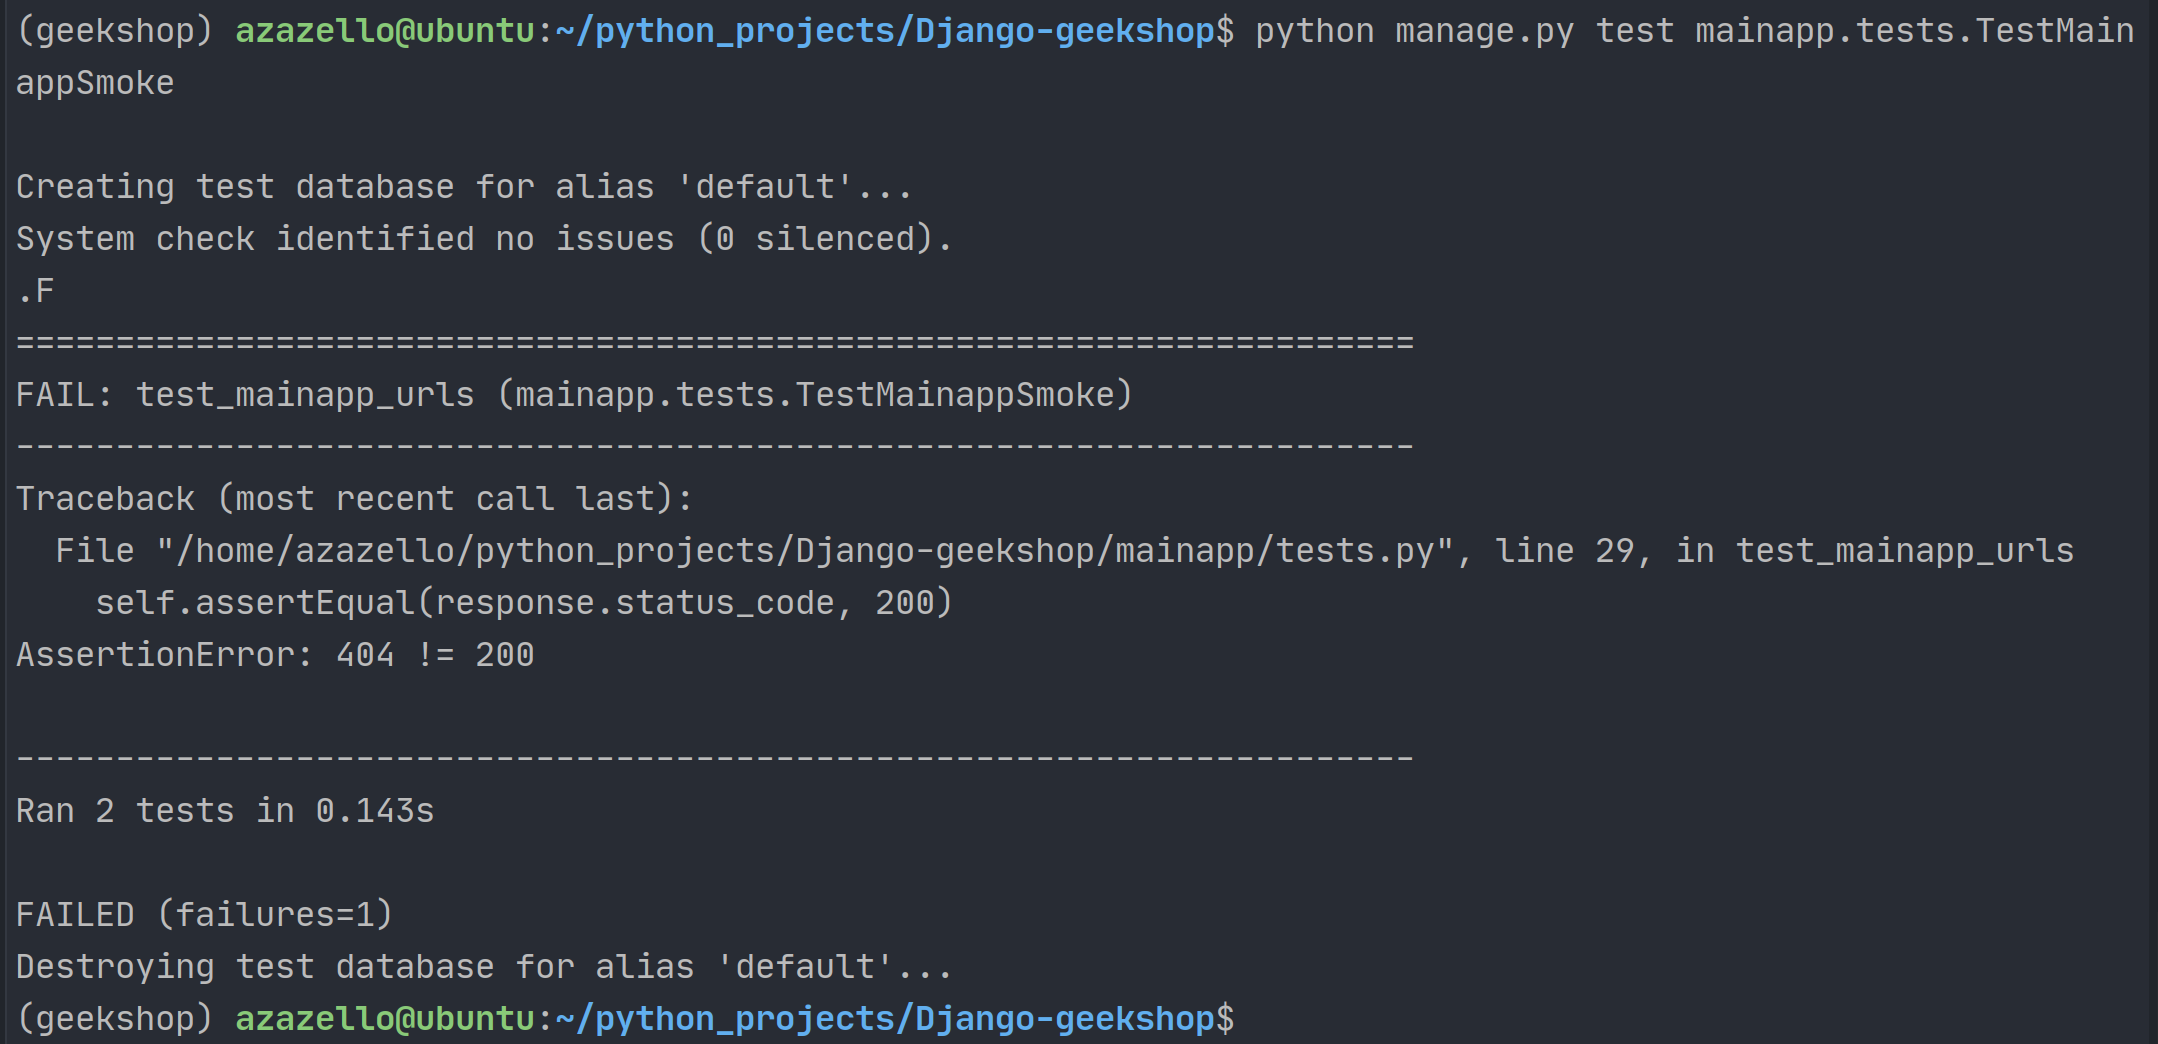 (geekshop) azazello@ubuntu:~/python_projects/Django-geekshop$ python manage.py test mainapp.tests.TestMain
appSmoke
Creating test database for alias 'default'...
System check identified no issues (0 silenced).
.F
======================================================================
FAIL: test_mainapp_urls (mainapp.tests.TestMainappSmoke)
----------------------------------------------------------------------
Traceback (most recent call last):
  File "/home/azazello/python_projects/Django-geekshop/mainapp/tests.py", line 29, in test_mainapp_urls
    self.assertEqual(response.status_code, 200)
AssertionError: 404 != 200
----------------------------------------------------------------------
Ran 2 tests in 0.143s
FAILED (failures=1)
Destroying test database for alias 'default'...
(geekshop) azazello@ubuntu:~/python_projects/Django-geekshop$